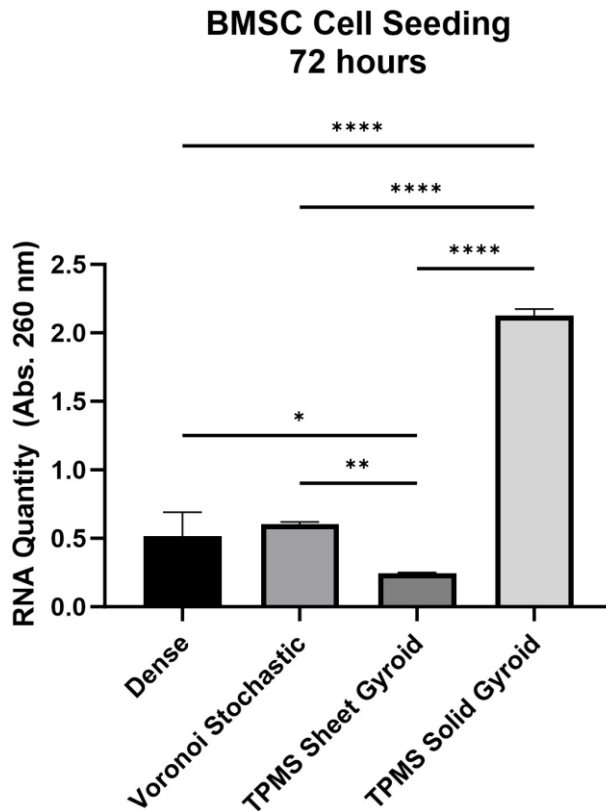 BMSC Cell Seeding
72 hours
****
****
****
*
**
RNA Quantity (Abs. 260 nm)
2.5
2.0
1.5
1.0
0.5
0.0
Dense
Voronoi Stochastic
TPMS Sheet Gyroid
TPMS Solid Gyroid